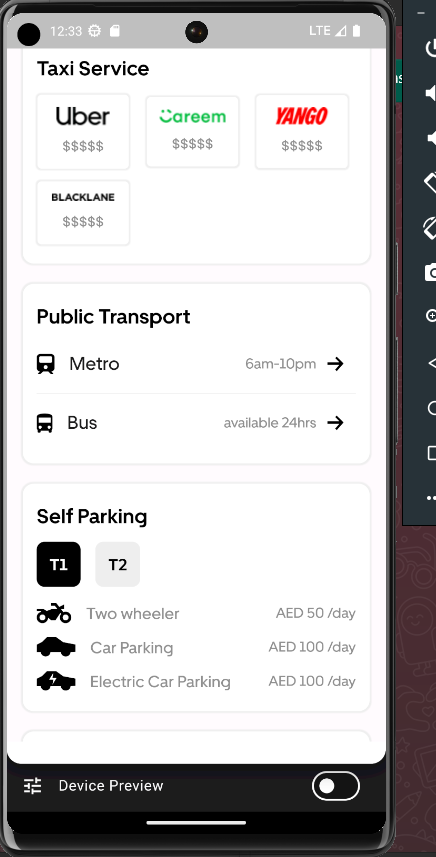 12:33 LTE
Taxi Service
Uber Careem YANGO
$$$$$ $$$$$ $$$$$
BLACKLANE
$$$$$
Public Transport
Metro 6am-10pm
Bus available 24hrs
Self Parking
T1 T2
Two wheeler AED 50 /day
Car Parking AED 100 /day
Electric Car Parking AED 100 /day
Device Preview